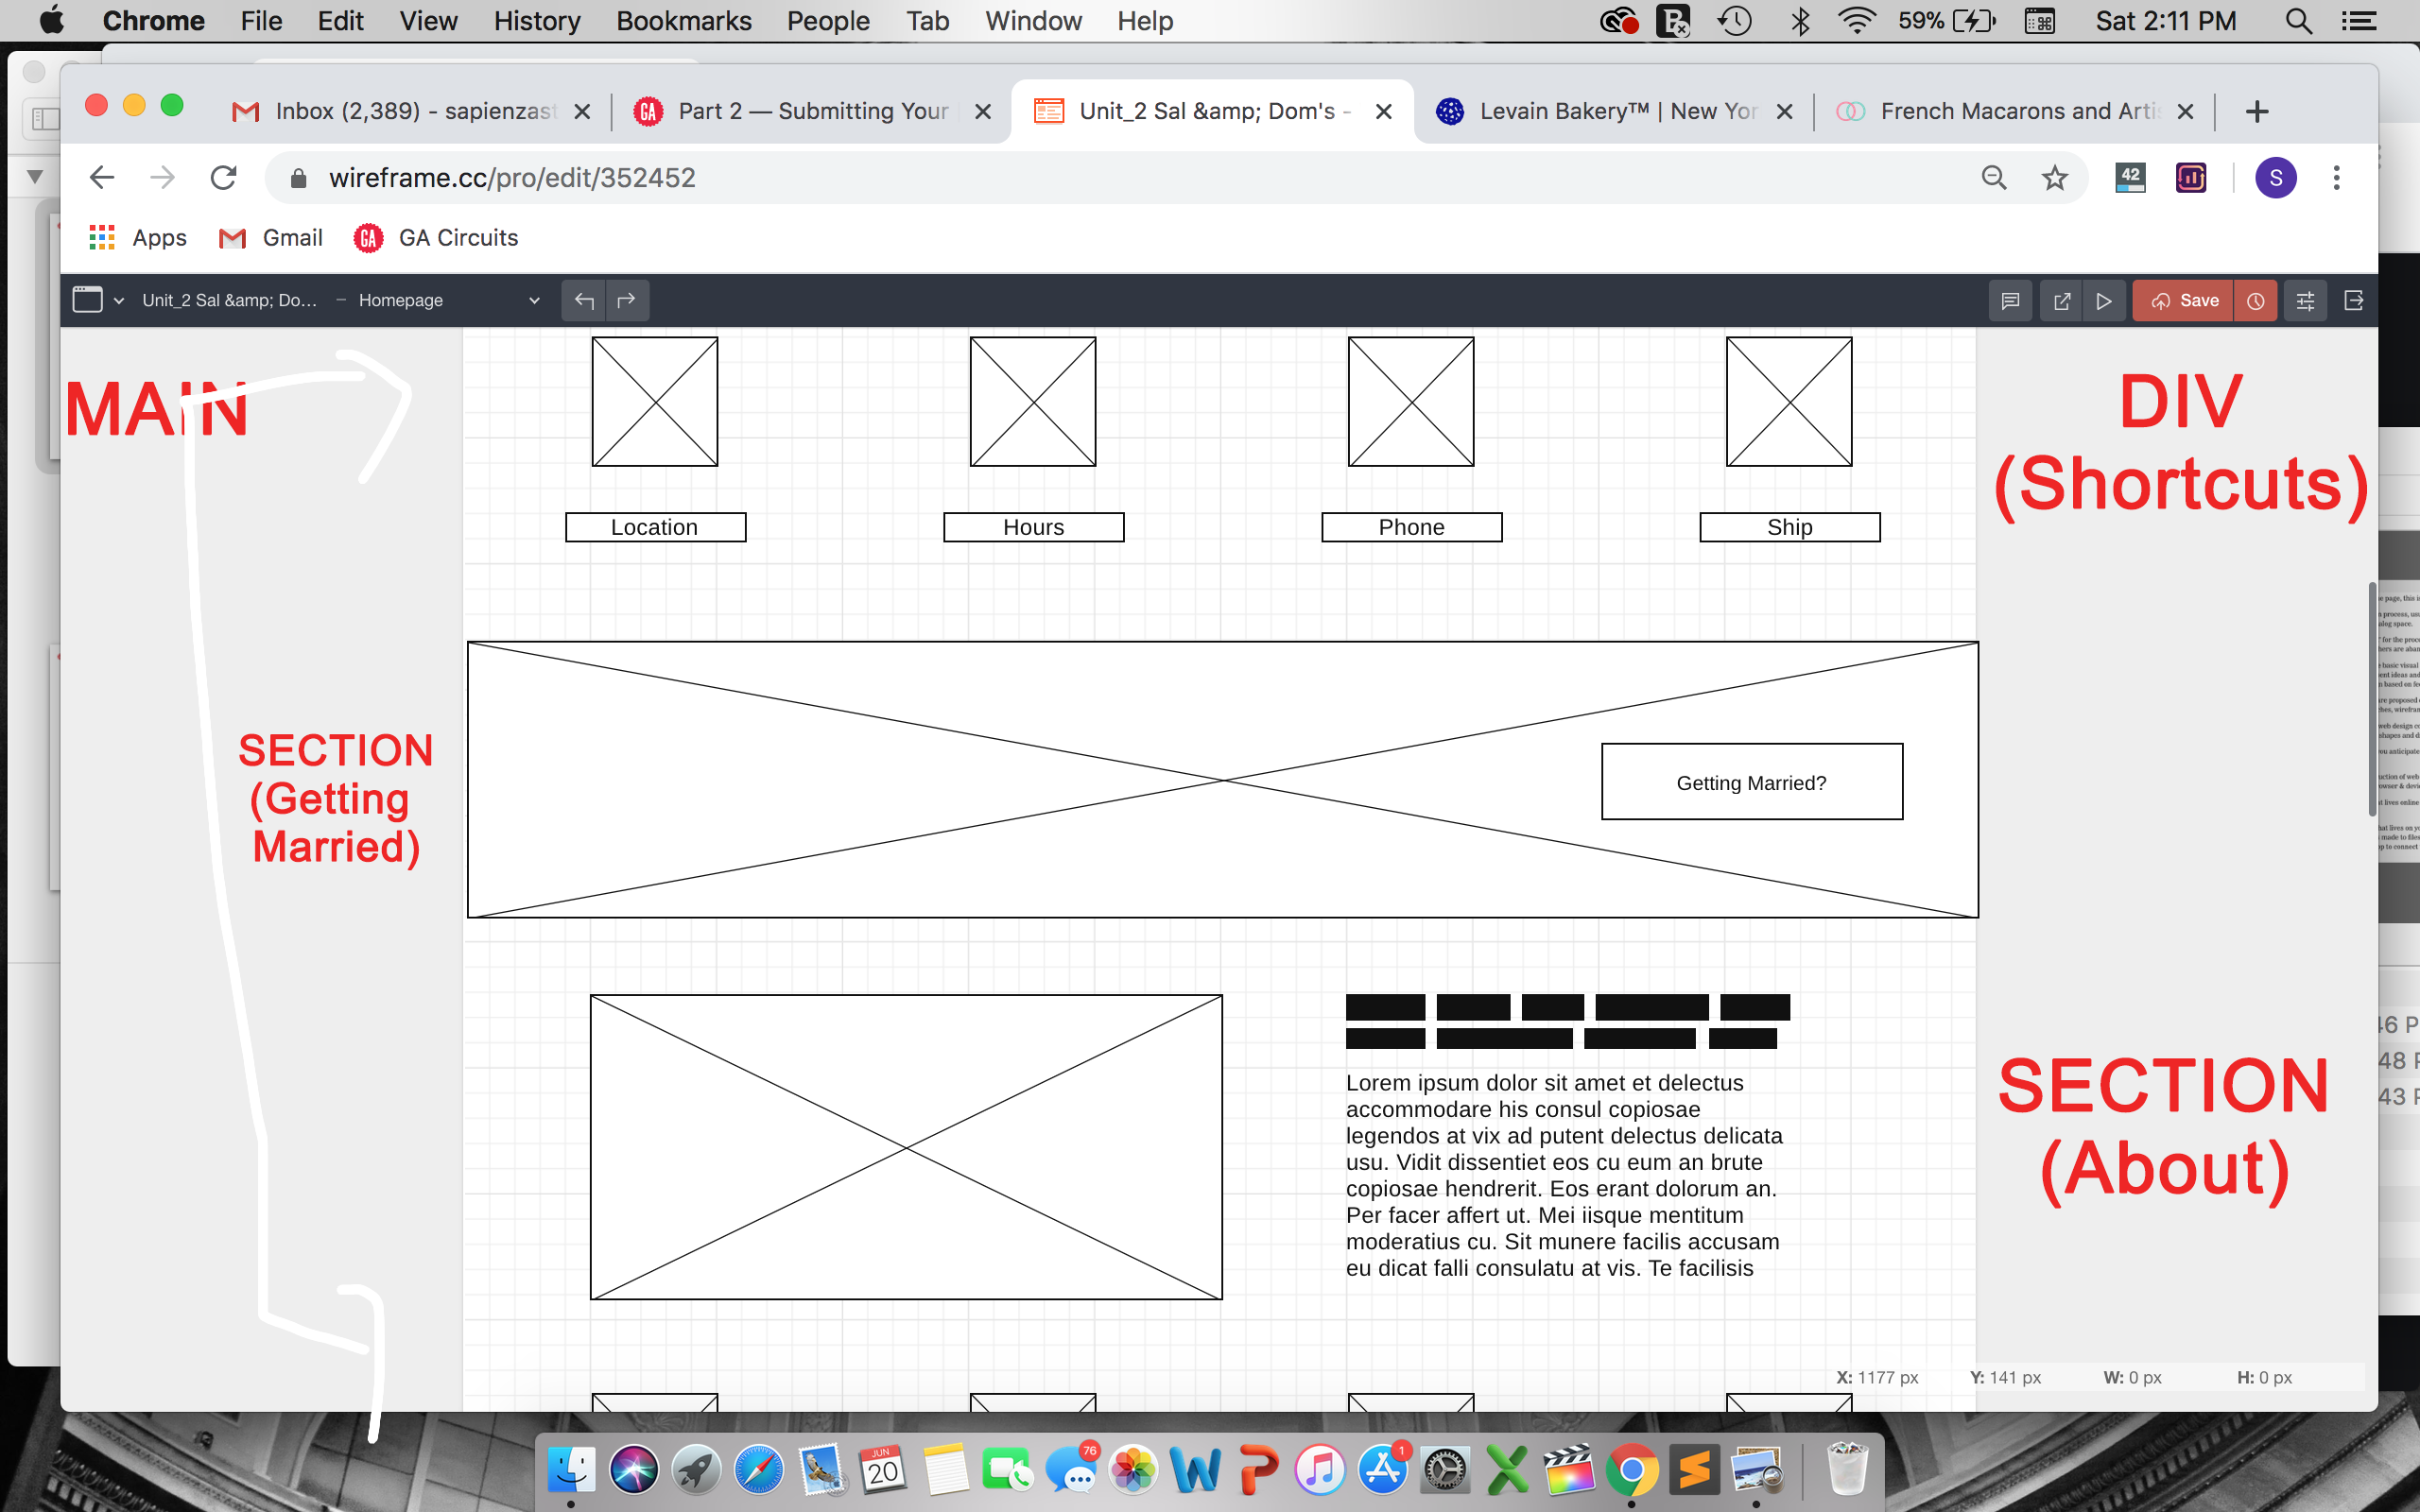 Chrome File Edit View History Bookmarks People Tab Window Help 59% Sat 2:11 PM
Inbox (2,389) - sapienzast Part 2 — Submitting Your Unit_2 Sal &amp; Dom's - Levain Bakery™ | New Yor French Macarons and Arti
wireframe.cc/pro/edit/352452 42 S
Apps Gmail GA GA Circuits
Unit_2 Sal &amp; Do... – Homepage Save
MAIN
DIV
(Shortcuts)
Location Hours Phone Ship
SECTION
(Getting
Married)
Getting Married?
Lorem ipsum dolor sit amet et delectus
accommodare his consul copiosae
legendos at vix ad putent delectus delicata
usu. Vidit dissentiet eos cu eum an brute
copiosae hendrerit. Eos erant dolorum an.
Per facer affert ut. Mei iisque mentitum
moderatius cu. Sit munere facilis accusam
eu dicat falli consulatu at vis. Te facilisis
SECTION
(About)
X: 1177 px Y: 141 px W: 0 px H: 0 px
JUN
20
76
1